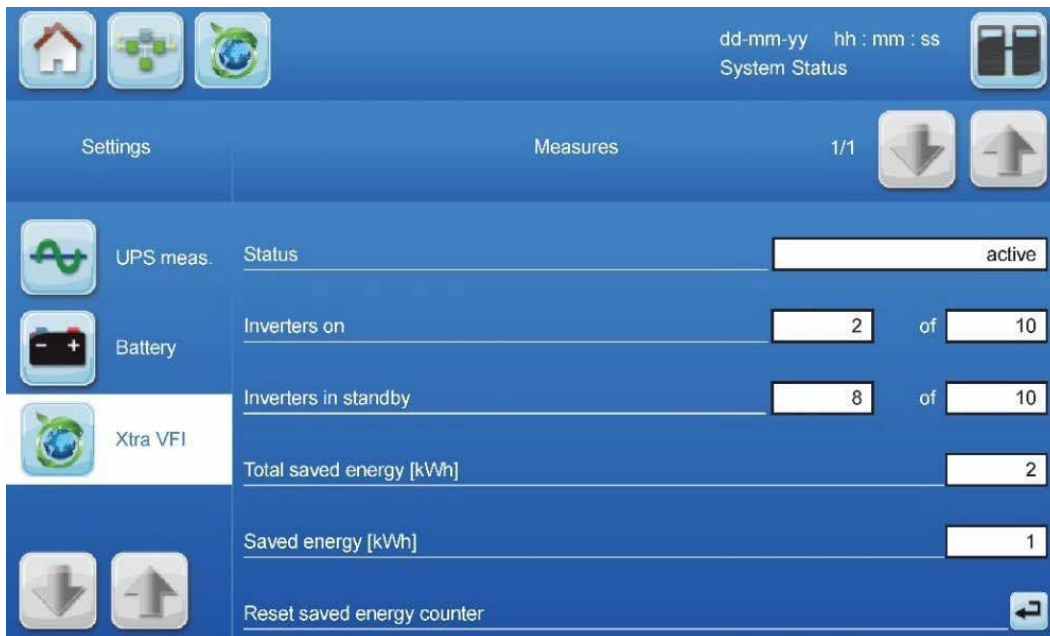 dd-mm-yy hh : mm : ss
System Status
Settings Measures 1/1
UPS meas. Status active
Inverters on 2 of 10
Battery
Inverters in standby 8 of 10
Xtra VFI
Total saved energy [kWh] 2
Saved energy [kWh] 1
Reset saved energy counter